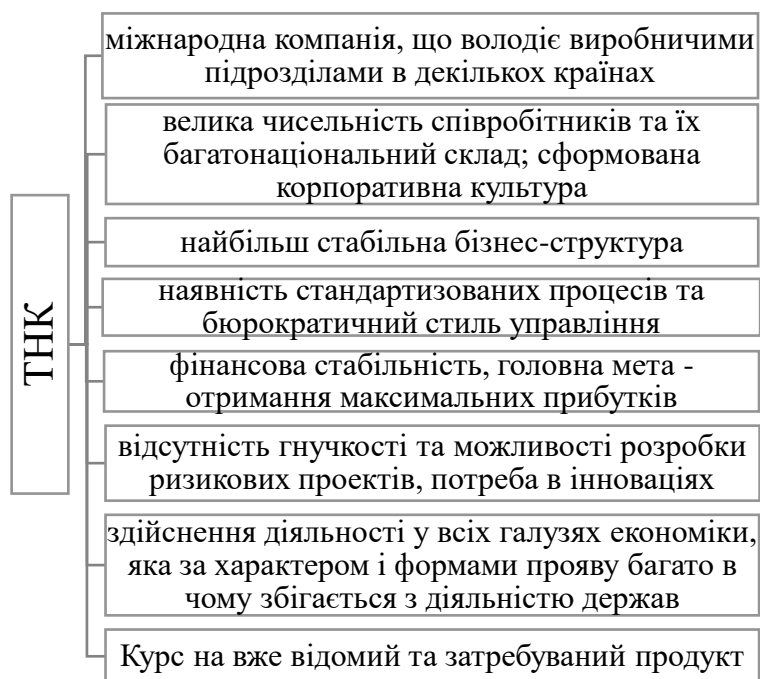 ТНК
міжнародна компанія, що володіє виробничими
підрозділами в декількох країнах
велика чисельність співробітників та їх
багатонаціональний склад; сформована
корпоративна культура
найбільш стабільна бізнес-структура
наявність стандартизованих процесів та
бюрократичний стиль управління
фінансова стабільність, головна мета -
отримання максимальних прибутків
відсутність гнучкості та можливості розробки
ризикових проектів, потреба в інноваціях
здійснення діяльності у всіх галузях економіки,
яка за характером і формами прояву багато в
чому збігається з діяльністю держав
Курс на вже відомий та затребуваний продукт